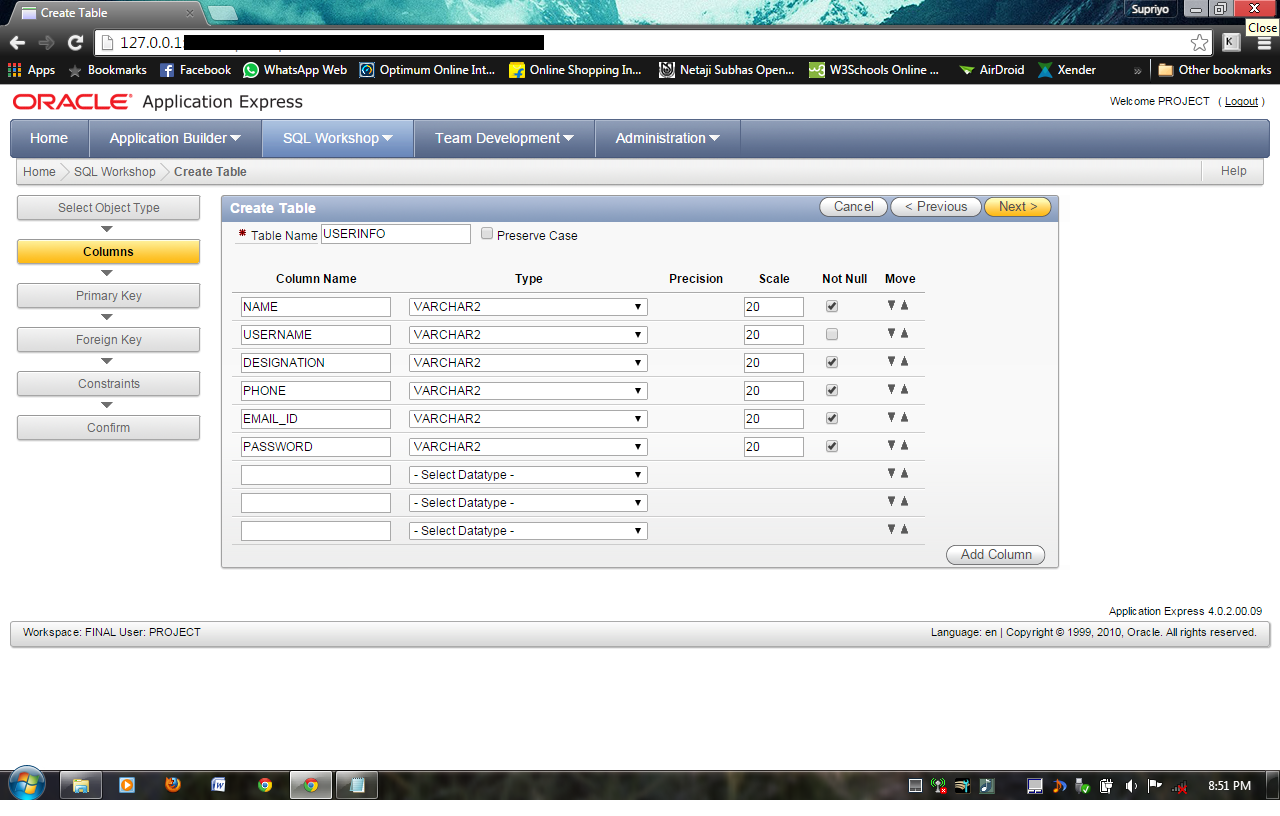 Create Table
Supriyo
127.0.0.1
Close
Apps Bookmarks Facebook WhatsApp Web Optimum Online Int... Online Shopping In... Netaji Subhas Open... W3Schools Online ... AirDroid Xender » Other bookmarks
ORACLE Application Express
Welcome PROJECT ( Logout )
Home Application Builder SQL Workshop Team Development Administration
Home SQL Workshop Create Table Help
Select Object Type
Columns
Primary Key
Foreign Key
Constraints
Confirm
Create Table Cancel < Previous Next >
* Table Name USERINFO Preserve Case
Column Name Type Precision Scale Not Null Move
NAME VARCHAR2 20
USERNAME VARCHAR2 20
DESIGNATION VARCHAR2 20
PHONE VARCHAR2 20
EMAIL_ID VARCHAR2 20
PASSWORD VARCHAR2 20
- Select Datatype -
- Select Datatype -
- Select Datatype -
Add Column
Application Express 4.0.2.00.09
Workspace: FINAL User: PROJECT Language: en | Copyright © 1999, 2010, Oracle. All rights reserved.
8:51 PM